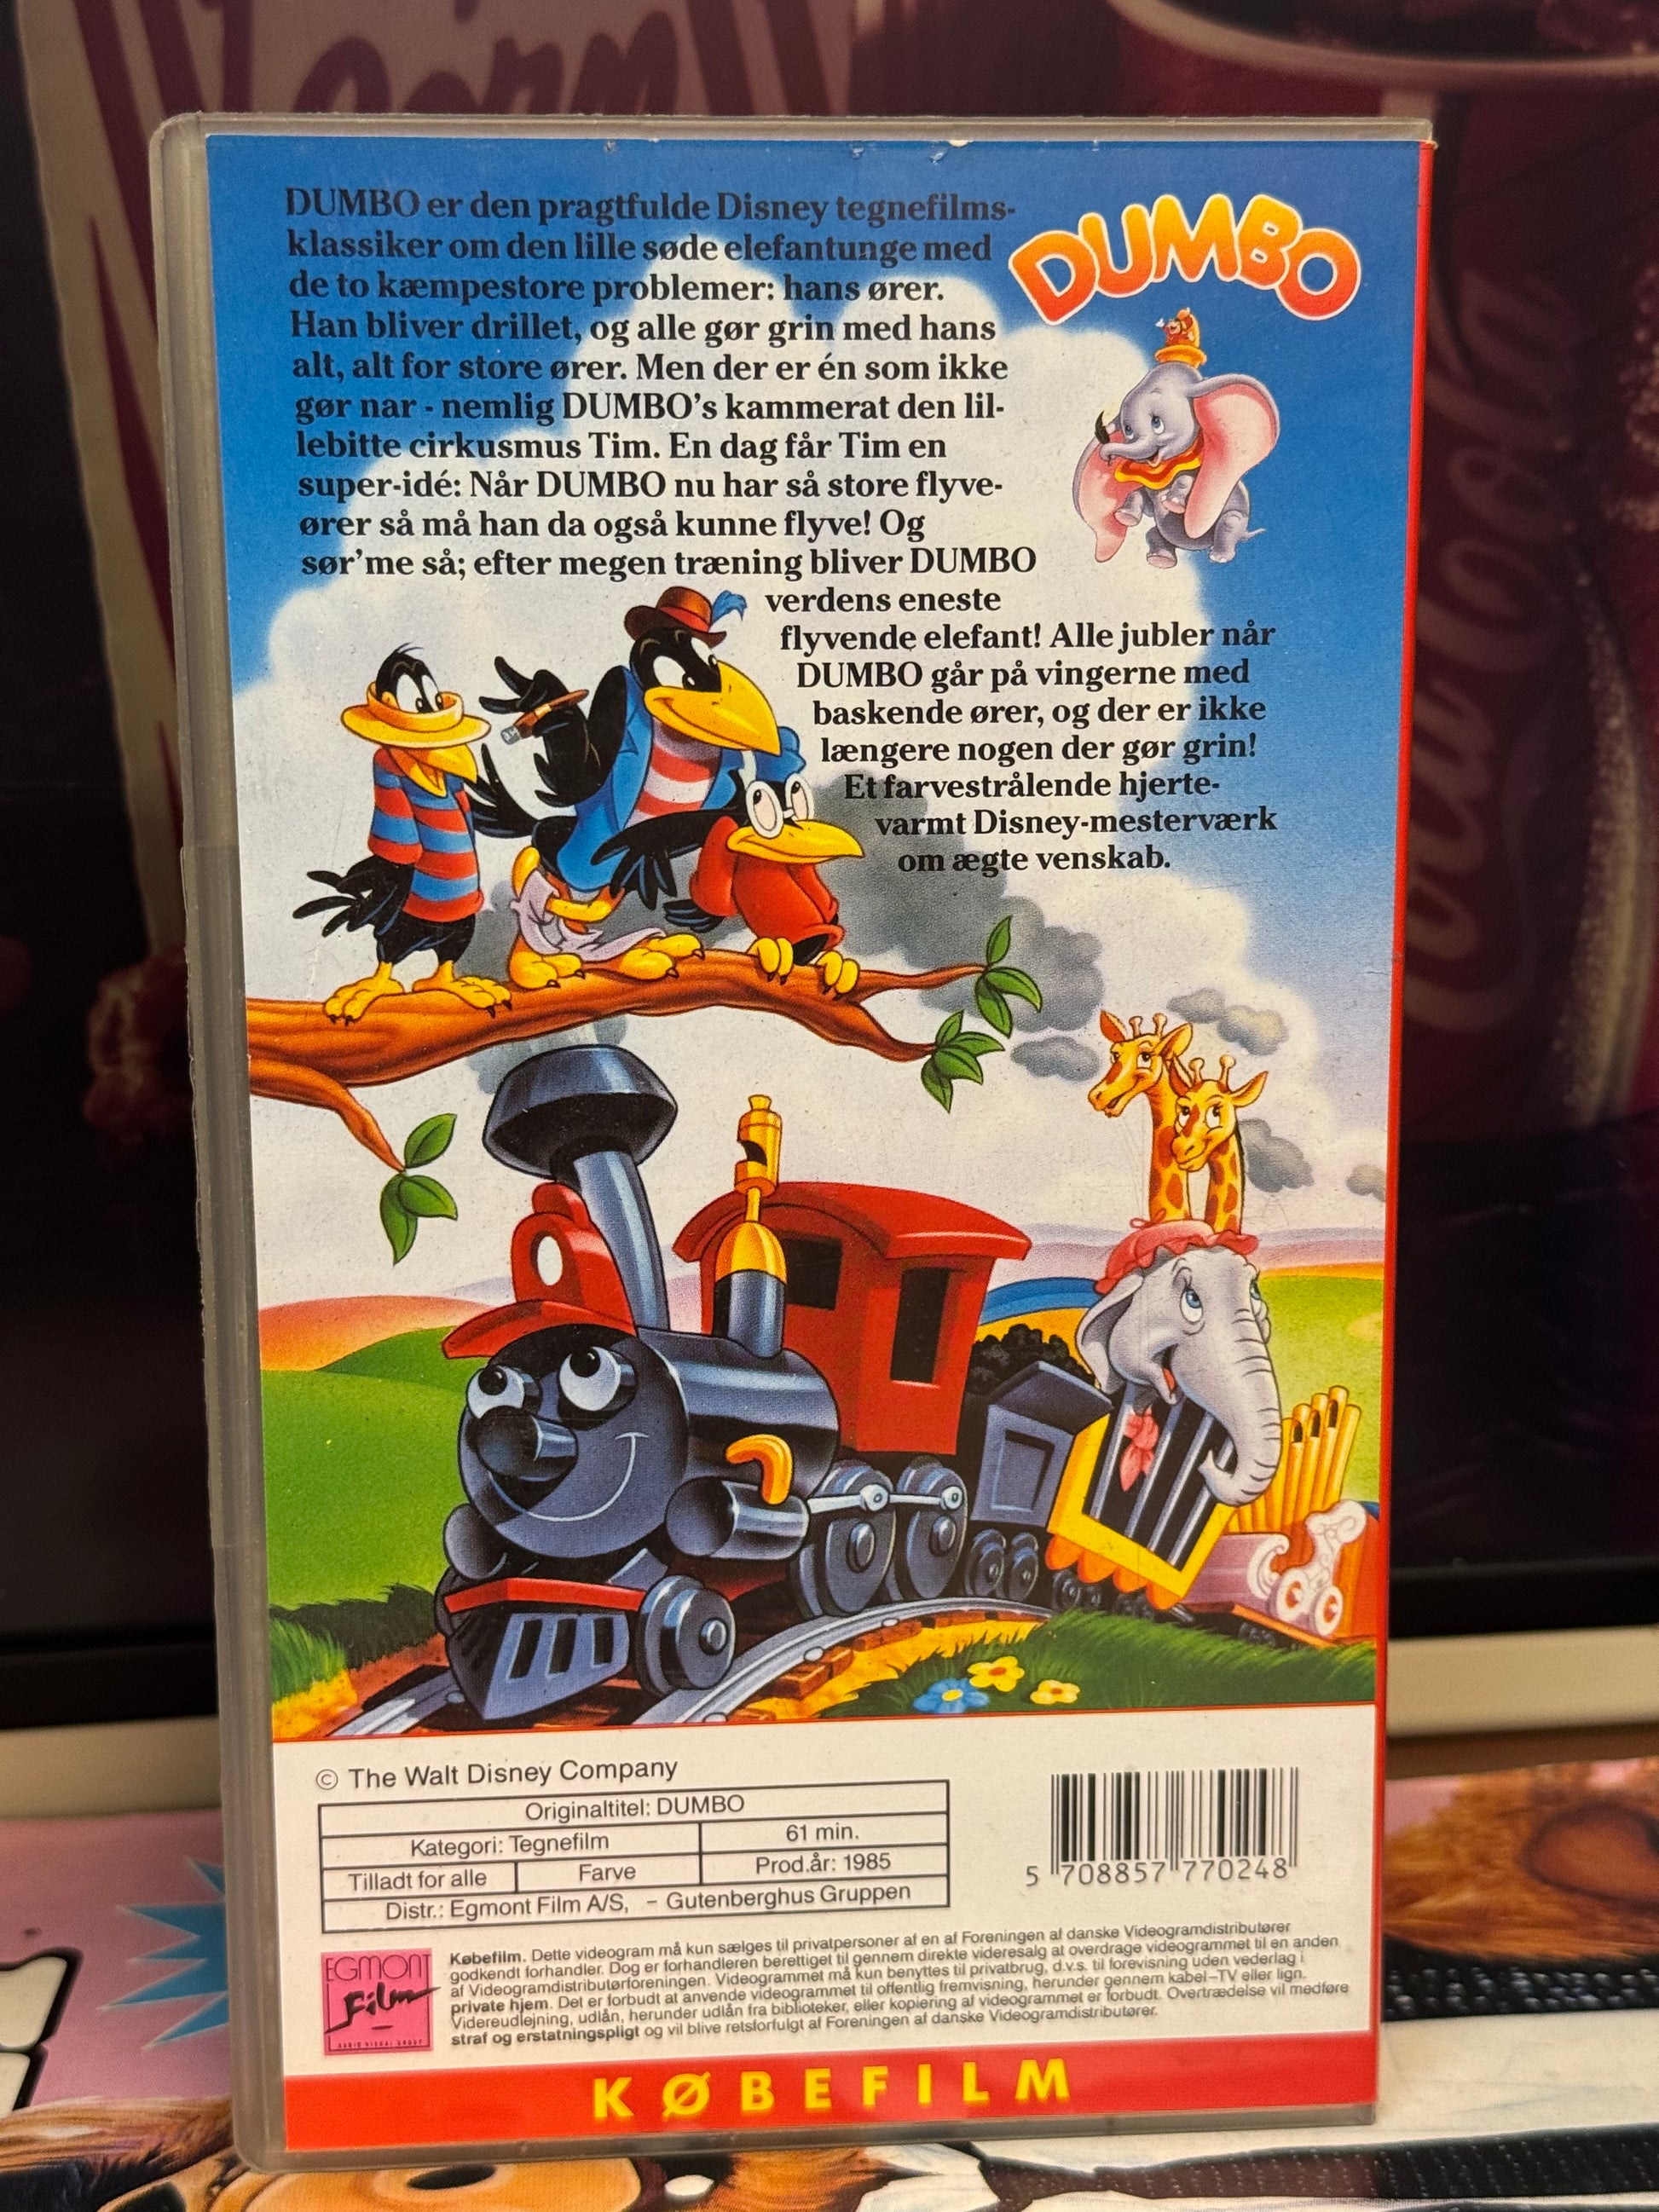 DUMBO er den pragtfulde Disney tegnefilms-
klassiker om den lille søde elefantunge med
de to kæmpestore problemer: hans ører.
Han bliver drillet, og alle gør grin med hans
alt, alt for store ører. Men der er én som ikke
gør nar - nemlig DUMBO's kammerat den lil-
lebitte cirkusmus Tim. En dag får Tim en
super-idé: Når DUMBO nu har så store flyve-
ører så må han da også kunne flyve! Og
sør'me så; efter megen træning bliver DUMBO
verdens eneste
flyvende elefant! Alle jubler når
DUMBO går på vingerne med
baskende ører, og der er ikke
længere nogen der gør grin!
Et farvestrålende hjerte-
varmt Disney-mesterværk
om ægte venskab.
DUMBO
© The Walt Disney Company
Originaltitel: DUMBO
Kategori: Tegnefilm
61 min.
Tilladt for alle
Farve
Prod.år: 1985
Distr.: Egmont Film A/S, – Gutenberghus Gruppen
5 708857 770248
EGMONT
Film
Købefilm. Dette videogram må kun sælges til privatpersoner af en af Foreningen af danske Videogramdistributører
godkendt forhandler. Dog er forhandleren berettiget til gennem direkte videresalg at overdrage videogrammet til en anden
af Videogramdistributørforeningen. Videogrammet må kun benyttes til privatbrug, d.v.s. til forevisning uden vederlag i
private hjem. Det er forbudt at anvende videogrammet til offentlig fremvisning, herunder gennem kabel–TV eller lign.
Videreudlejning, udlån, herunder udlån fra biblioteker, eller kopiering af videogrammet er forbudt. Overtrædelse vil medføre
straf og erstatningspligt og vil blive retsforfulgt af Foreningen af danske Videogramdistributører.
KØBEFILM